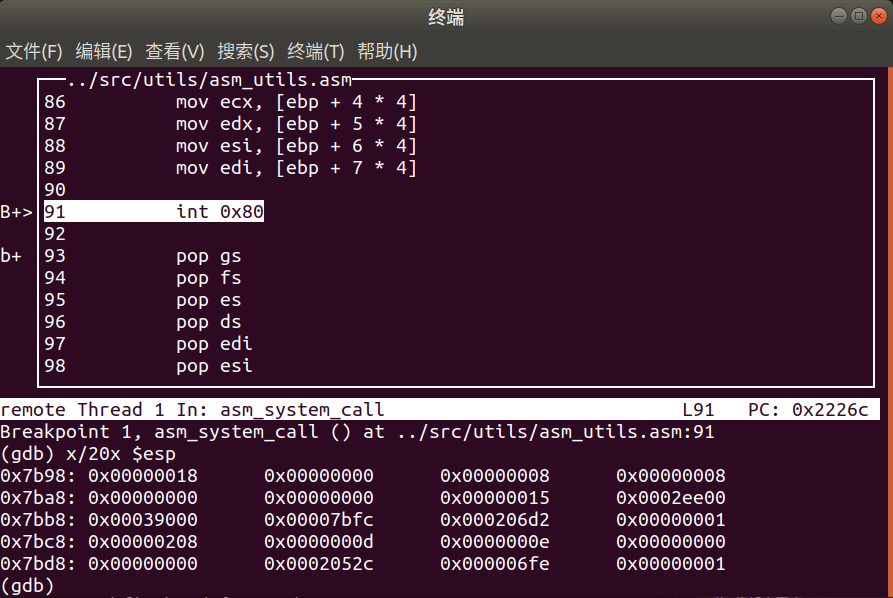 终端
文件(F) 编辑(E) 查看(V) 搜索(S) 终端(T) 帮助(H)
../src/utils/asm_utils.asm
86 mov ecx, [ebp + 4 * 4]
87 mov edx, [ebp + 5 * 4]
88 mov esi, [ebp + 6 * 4]
89 mov edi, [ebp + 7 * 4]
90
B+> 91 int 0x80
92
b+ 93 pop gs
94 pop fs
95 pop es
96 pop ds
97 pop edi
98 pop esi
remote Thread 1 In: asm_system_call L91 PC: 0x2226c
Breakpoint 1, asm_system_call () at ../src/utils/asm_utils.asm:91
(gdb) x/20x $esp
0x7b98: 0x00000018 0x00000000 0x00000008 0x00000008
0x7ba8: 0x00000000 0x00000000 0x00000015 0x0002ee00
0x7bb8: 0x00039000 0x00007bfc 0x000206d2 0x00000001
0x7bc8: 0x00000208 0x0000000d 0x0000000e 0x00000000
0x7bd8: 0x00000000 0x0002052c 0x000006fe 0x00000001
(gdb)